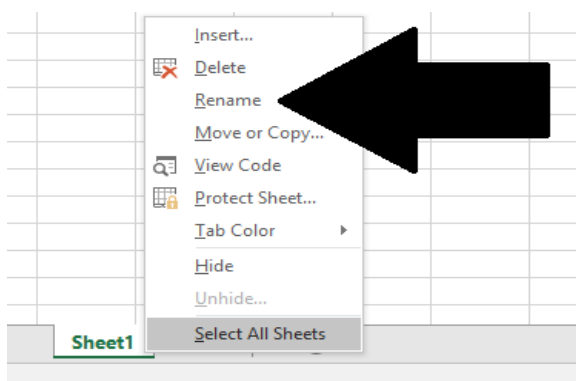 Insert...
Delete
Rename
Move or Copy...
View Code
Protect Sheet...
Tab Color
Hide
Unhide...
Select All Sheets
Sheet1